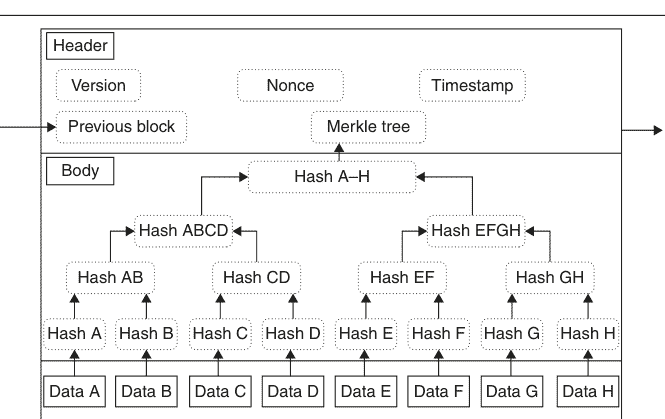 Header
Version Nonce Timestamp
Previous block Merkle tree
Body
Hash A–H
Hash ABCD Hash EFGH
Hash AB Hash CD Hash EF Hash GH
Hash A Hash B Hash C Hash D Hash E Hash F Hash G Hash H
Data A Data B Data C Data D Data E Data F Data G Data H